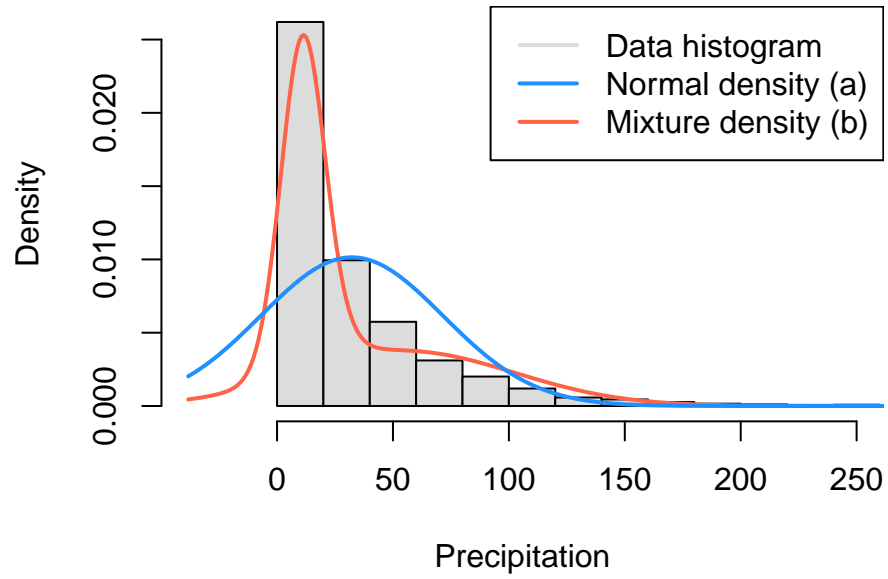 Data histogram
Normal density (a)
Mixture density (b)
Density
0.020
0.010
0.000
0 50 100 150 200 250
Precipitation